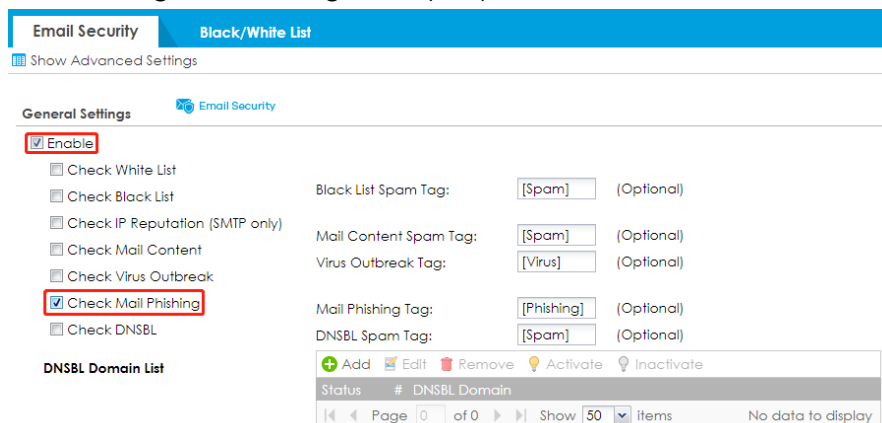 Email Security Black/White List
Show Advanced Settings
General Settings Email Security
Enable
Check White List
Check Black List Black List Spam Tag: [Spam] (Optional)
Check IP Reputation (SMTP only)
Mail Content Spam Tag: [Spam] (Optional)
Check Mail Content
Virus Outbreak Tag: [Virus] (Optional)
Check Virus Outbreak
Check Mail Phishing Mail Phishing Tag: [Phishing] (Optional)
Check DNSBL DNSBL Spam Tag: [Spam] (Optional)
DNSBL Domain List Add Edit Remove Activate Inactivate
Status # DNSBL Domain
Page 0 of 0 Show 50 items No data to display